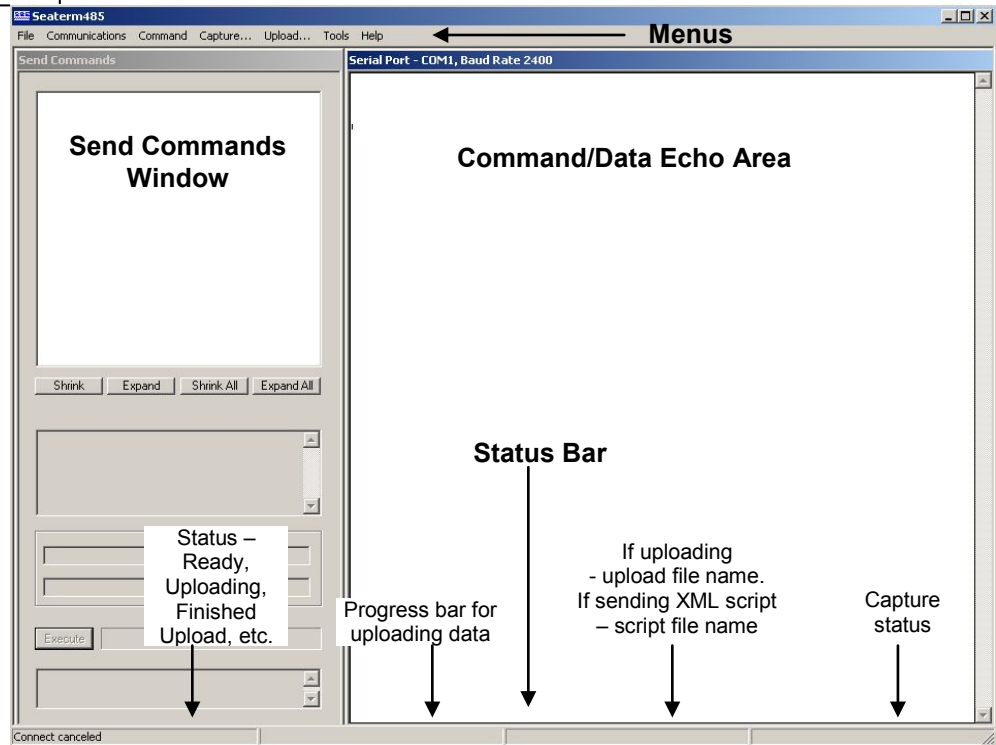 Seaterm485
File Communications Command Capture... Upload... Tools Help
Menus
Send Commands
Serial Port - COM1, Baud Rate 2400
Send Commands
Window
Command/Data Echo Area
Shrink Expand Shrink All Expand All
Status Bar
Status –
Ready,
Uploading,
Finished
Upload, etc.
Progress bar for
uploading data
If uploading
- upload file name.
If sending XML script
– script file name
Capture
status
Execute
Connect canceled